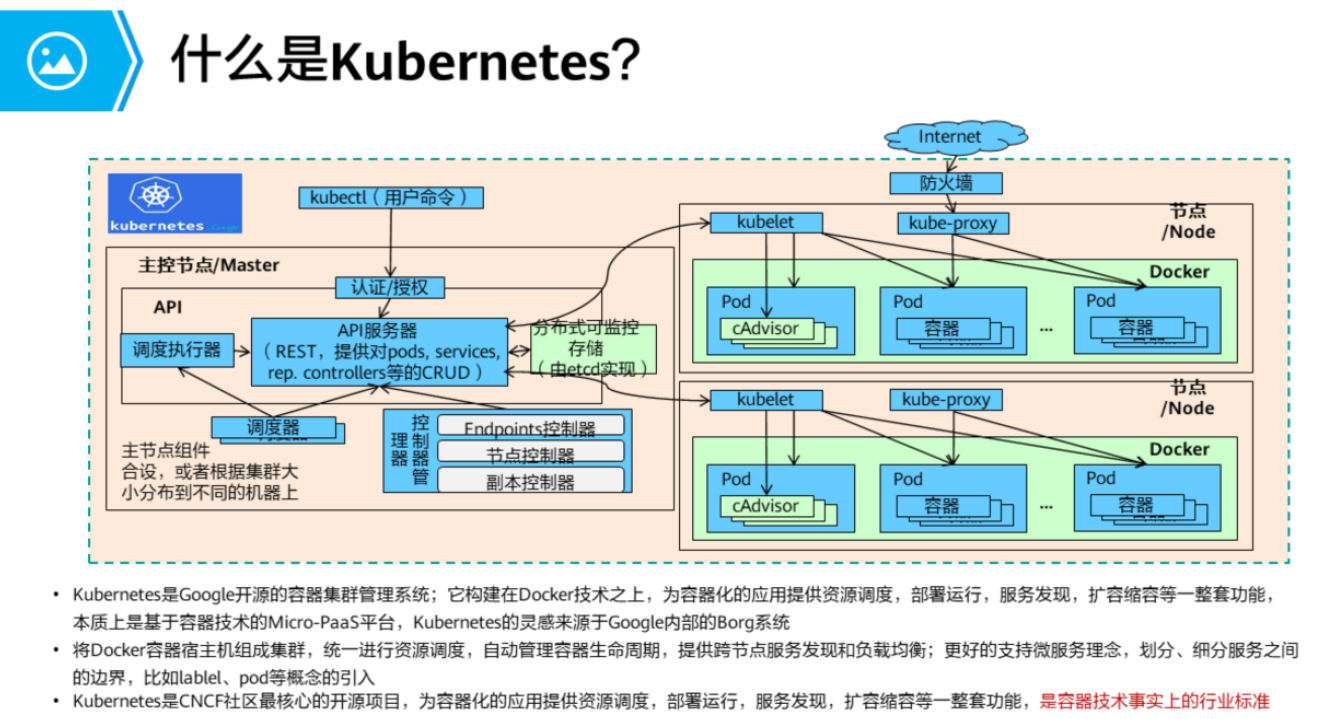 什么是Kubernetes?
Internet
防火墙
kubernetes
kubectl（用户命令）
kubelet
kube-proxy
节点
/Node
主控节点/Master
认证/授权
API
Docker
调度执行器
API服务器
（REST，提供对pods, services,
rep. controllers等的CRUD）
分布式可监控
存储
（由etcd实现）
Pod
cAdvisor
Pod
容器
...
Pod
容器
调度器
控制器管
理器
Endpoints控制器
节点控制器
副本控制器
主节点组件
合设，或者根据集群大
小分布到不同的机器上
kubelet
kube-proxy
节点
/Node
Docker
Pod
cAdvisor
Pod
容器
...
Pod
容器
• Kubernetes是Google开源的容器集群管理系统；它构建在Docker技术之上，为容器化的应用提供资源调度，部署运行，服务发现，扩容缩容等一整套功能，
本质上是基于容器技术的Micro-PaaS平台，Kubernetes的灵感来源于Google内部的Borg系统
• 将Docker容器宿主机组成集群，统一进行资源调度，自动管理容器生命周期，提供跨节点服务发现和负载均衡；更好的支持微服务理念，划分、细分服务之间
的边界，比如lablel、pod等概念的引入
• Kubernetes是CNCF社区最核心的开源项目，为容器化的应用提供资源调度，部署运行，服务发现，扩容缩容等一整套功能，是容器技术事实上的行业标准